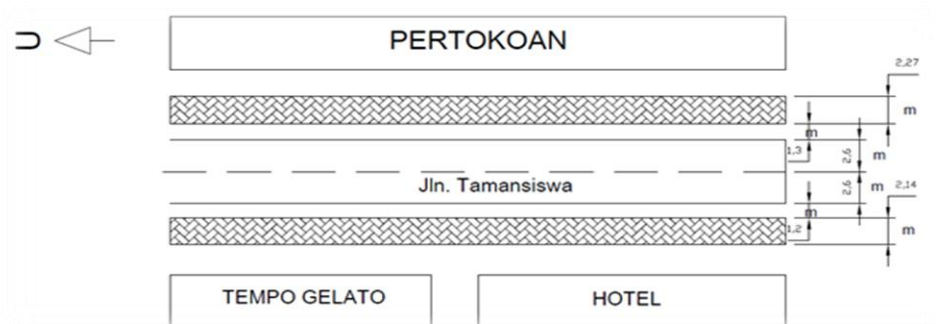 U
PERTOKOAN
2,27
m
m
1,3
2,6
m
Jln. Tamansiswa
2,6
m
2,14
m
1,2
m
TEMPO GELATO
HOTEL